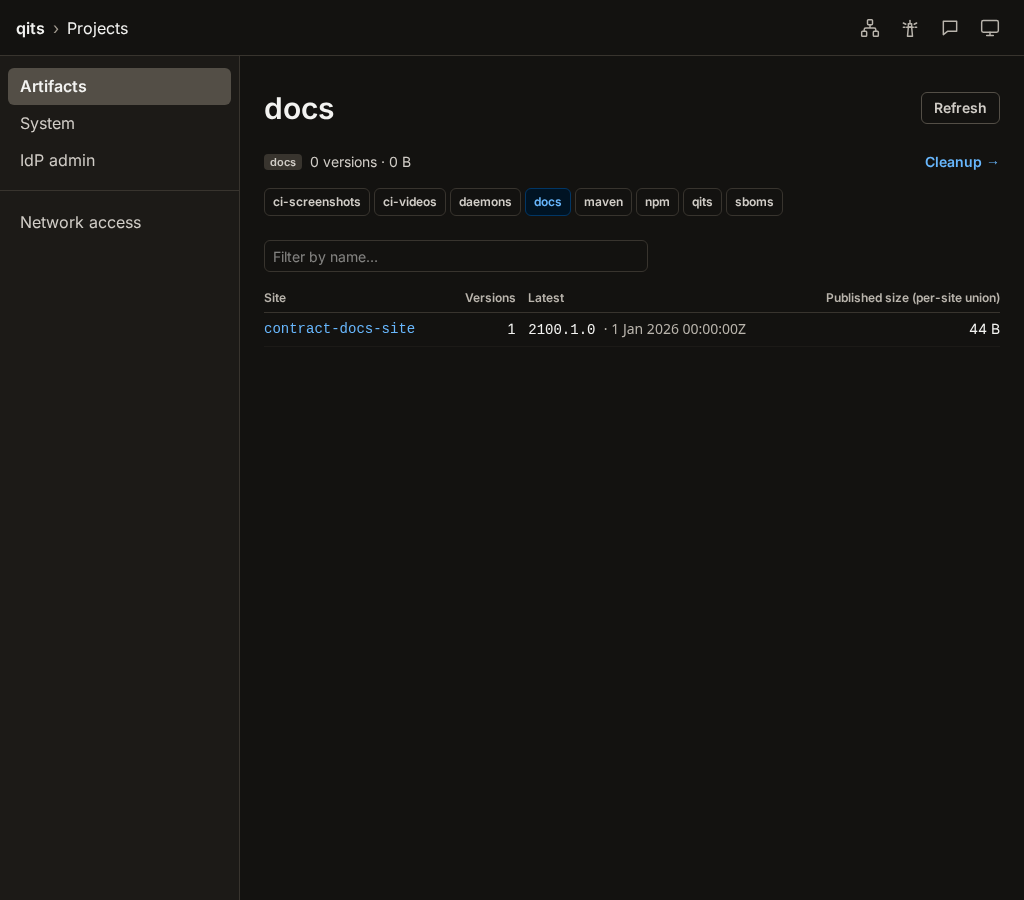 qits › Projects
Artifacts
System
IdP admin
Network access
docs
Refresh
docs 0 versions · 0 B
Cleanup →
ci-screenshots ci-videos daemons docs maven npm qits sboms
Filter by name...
Site Versions Latest Published size (per-site union)
contract-docs-site 1 2100.1.0 · 1 Jan 2026 00:00:00Z 44 B